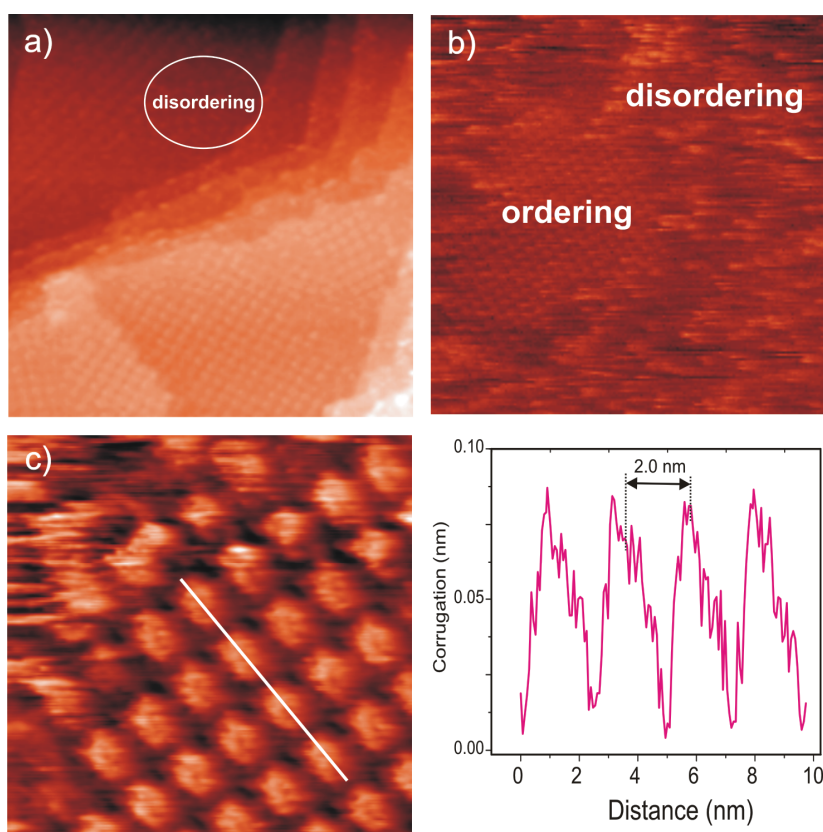 a)
disordering
b)
disordering
ordering
c)
0.10
2.0 nm
Corrugation (nm)
0.05
0.00
0 2 4 6 8 10
Distance (nm)